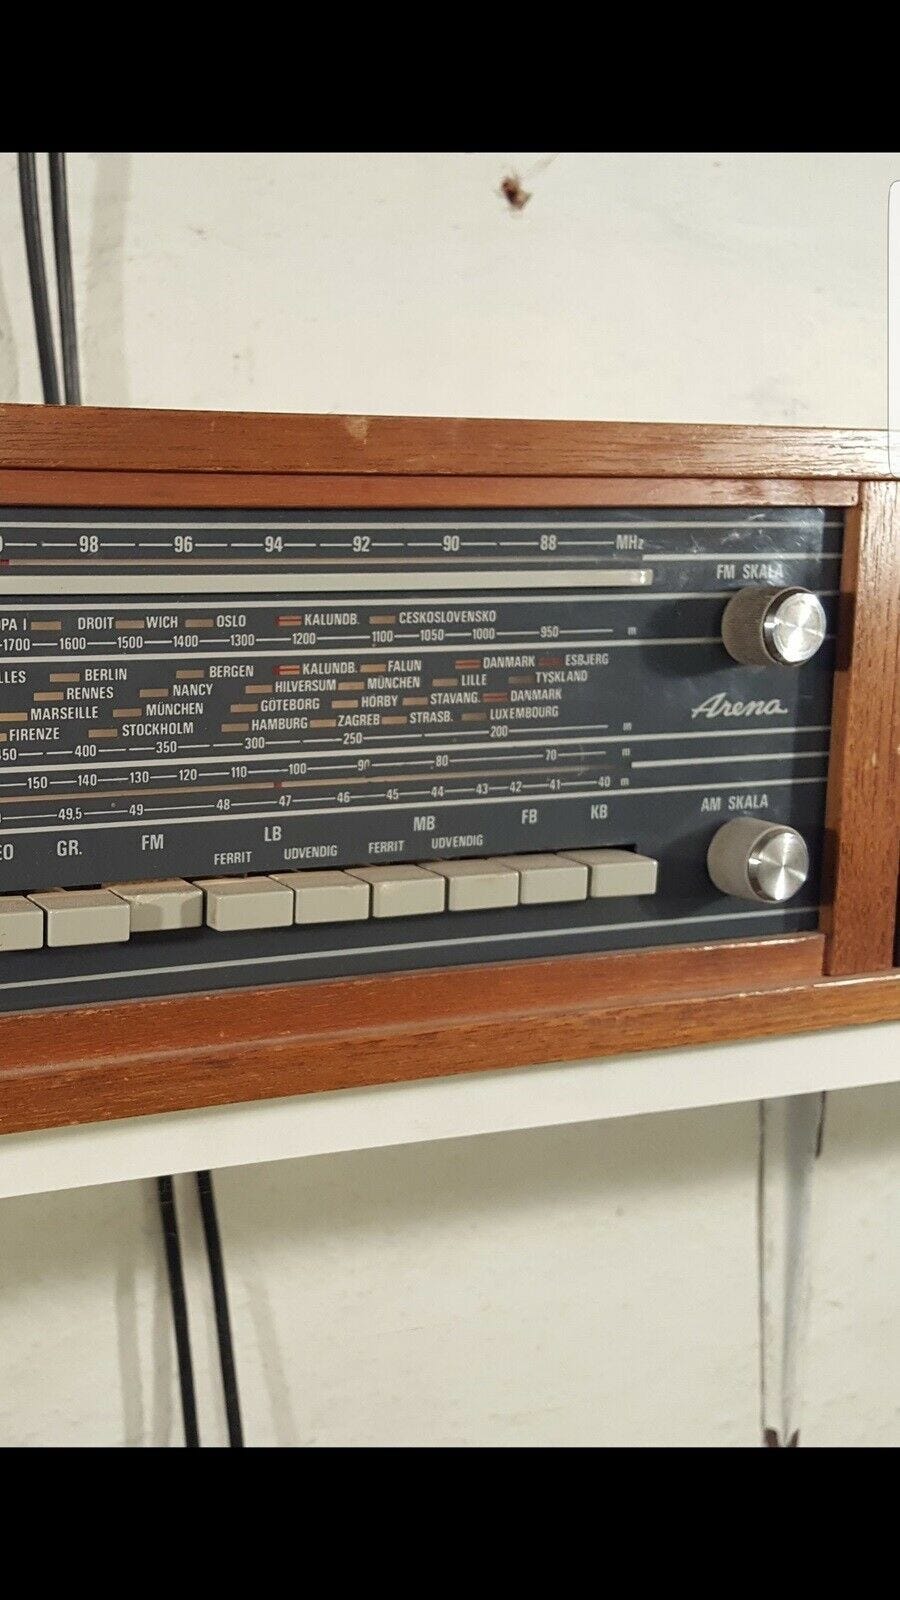 98 96 94 92 90 88 MHz
FM SKALA
DROIT WICH OSLO KALUNDB. CESKOSLOVENSKO
1700 1600 1500 1400 1300 1200 1100 1050 1000 950 m
BERLIN BERGEN KALUNDB. FALUN DANMARK ESBJERG
RENNES NANCY HILVERSUM MÜNCHEN LILLE TYSKLAND
MARSEILLE MÜNCHEN GÖTEBORG HÖRBY STAVANG. DANMARK
FIRENZE STOCKHOLM HAMBURG ZAGREB STRASB. LUXEMBOURG
Arena
450 400 350 300 250 200 m
150 140 130 120 110 100 90 80 70 m
49,5 49 48 47 46 45 44 43 42 41 40 m
AM SKALA
GR. FM LB MB FB KB
FERRIT UDVENDIG FERRIT UDVENDIG